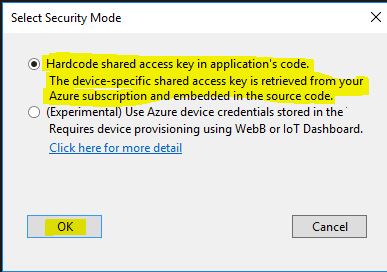 Select Security Mode
Hardcode shared access key in application's code.
The device-specific shared access key is retrieved from your
Azure subscription and embedded in the source code.
(Experimental) Use Azure device credentials stored in the
Requires device provisioning using WebB or IoT Dashboard.
Click here for more detail
OK
Cancel